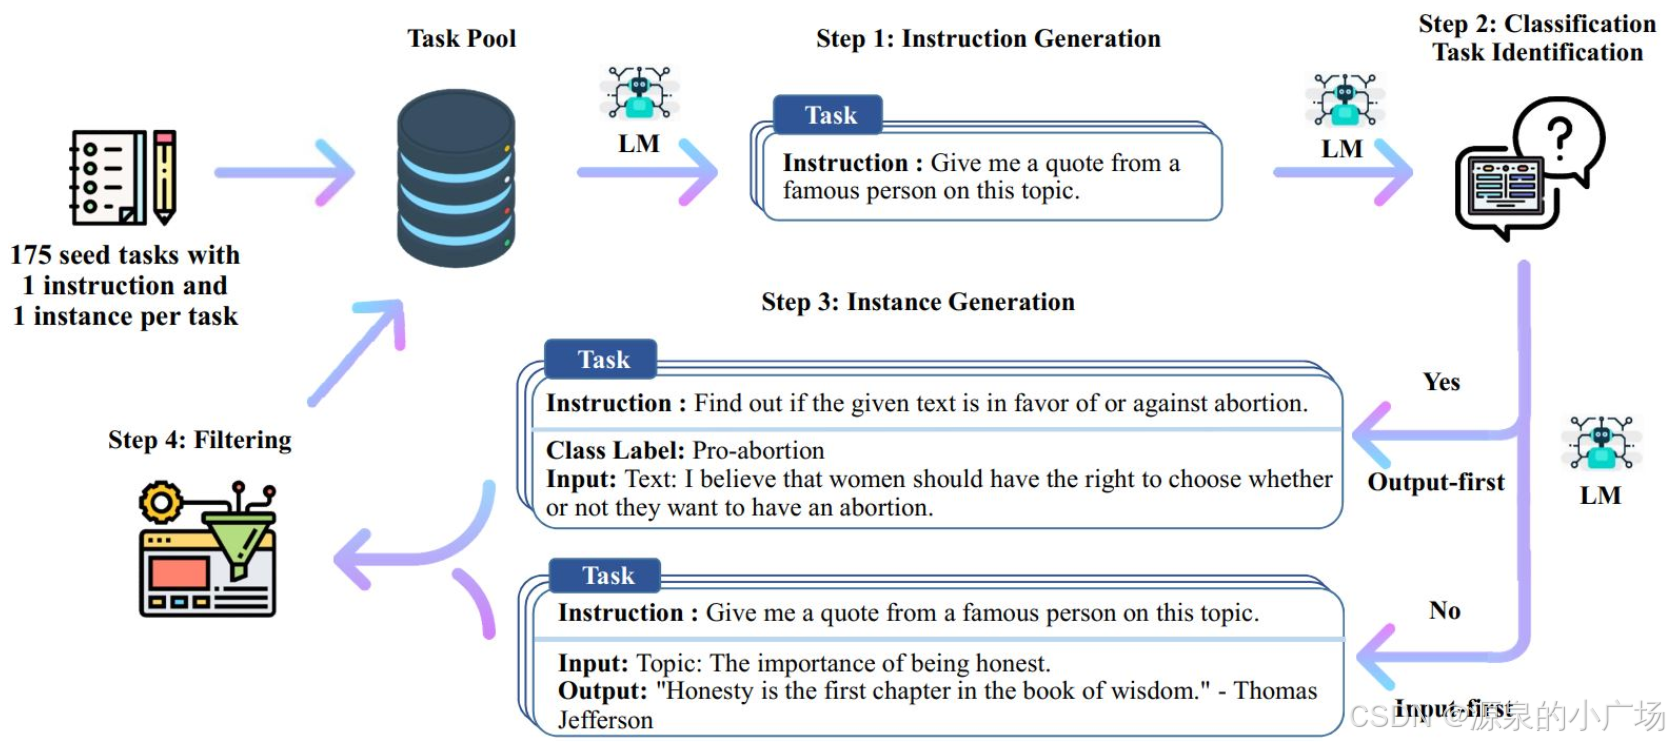 Task Pool
Step 1: Instruction Generation
Step 2: Classification
Task Identification
LM
LM
Task
Instruction : Give me a quote from a
famous person on this topic.
175 seed tasks with
1 instruction and
1 instance per task
Step 3: Instance Generation
Task
Instruction : Find out if the given text is in favor of or against abortion.
Class Label: Pro-abortion
Input: Text: I believe that women should have the right to choose whether
or not they want to have an abortion.
Yes
Output-first
LM
Step 4: Filtering
Task
Instruction : Give me a quote from a famous person on this topic.
Input: Topic: The importance of being honest.
Output: "Honesty is the first chapter in the book of wisdom." - Thomas
Jefferson
No
Input-first
CSDN @源泉的小广场